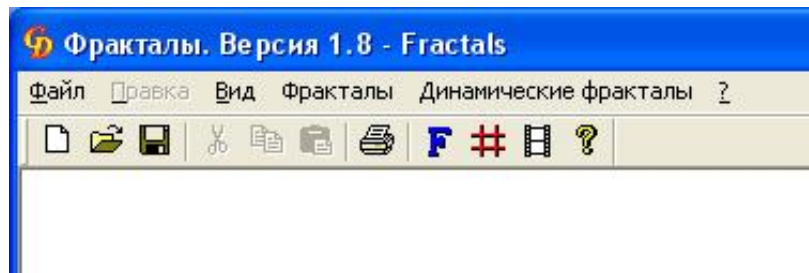 Фракталы. Версия 1.8 - Fractals
Файл Правка Вид Фракталы Динамические фракталы ?
F ?